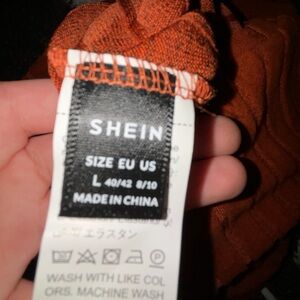 SHEIN
SIZE EU US
L 40/42 8/10
MADE IN CHINA
エラスタン
P
WASH WITH LIKE COL
ORS. MACHINE WASH